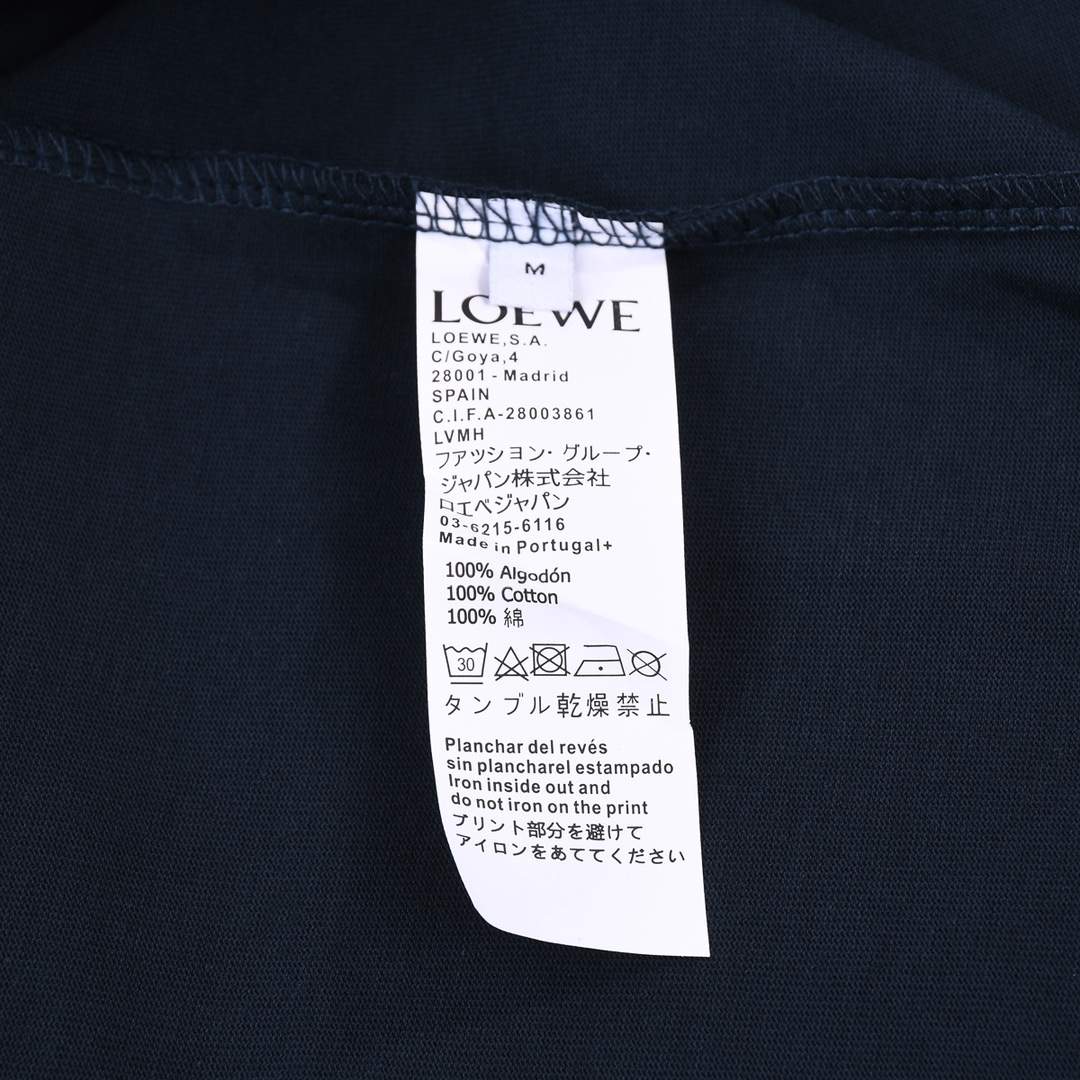 M
LOEWE
LOEWE,S.A.
C/Goya,4
28001 - Madrid
SPAIN
C.I.F.A-28003861
LVMH
ファッション・グループ・
ジャパン株式会社
ロエベジャパン
03-6215-6116
Made in Portugal+
100% Algodón
100% Cotton
100% 綿
30
タンブル乾燥禁止
Planchar del revés
sin plancharel estampado
Iron inside out and
do not iron on the print
プリント部分を避けて
アイロンをあててください